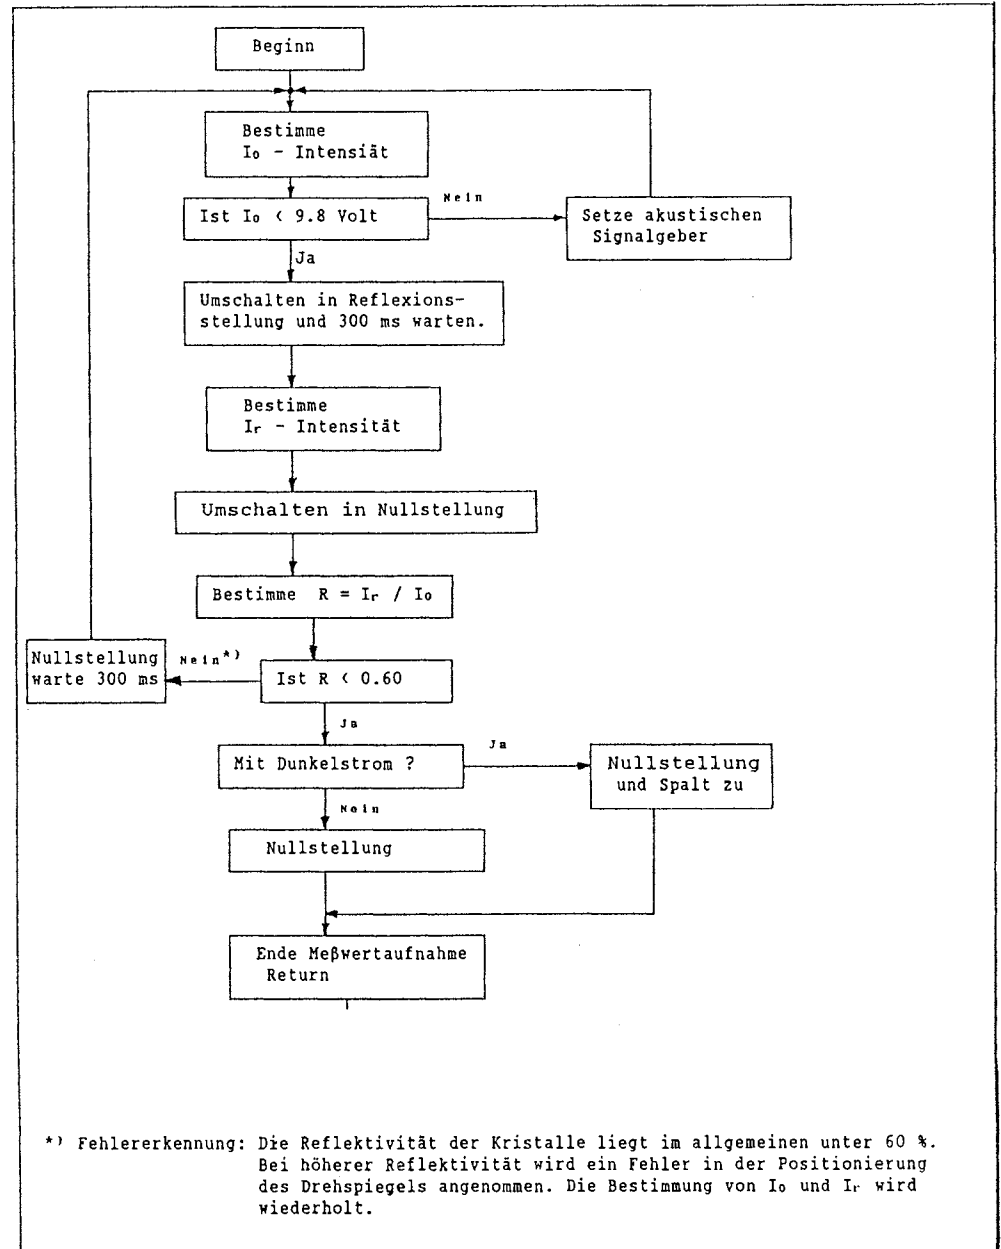 Beginn
Bestimme
I₀ - Intensiät
Ist I₀ < 9.8 Volt
Nein
Setze akustischen
Signalgeber
Ja
Umschalten in Reflexions-
stellung und 300 ms warten.
Bestimme
Iᵣ - Intensität
Umschalten in Nullstellung
Bestimme R = Iᵣ / I₀
Nullstellung
warte 300 ms
Nein*)
Ist R < 0.60
Ja
Mit Dunkelstrom ?
Ja
Nullstellung
und Spalt zu
Nein
Nullstellung
Ende Meβwertaufnahme
Return
*) Fehlererkennung: Die Reflektivität der Kristalle liegt im allgemeinen unter 60 %.
Bei höherer Reflektivität wird ein Fehler in der Positionierung
des Drehspiegels angenommen. Die Bestimmung von I₀ und Iᵣ wird
wiederholt.